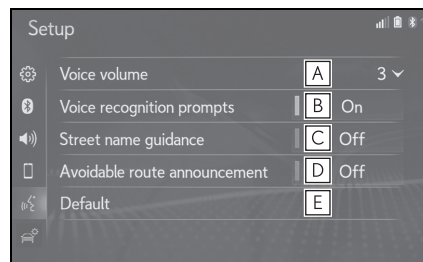 Setup
Voice volume A 3
Voice recognition prompts B On
Street name guidance C Off
Avoidable route announcement D Off
Default E